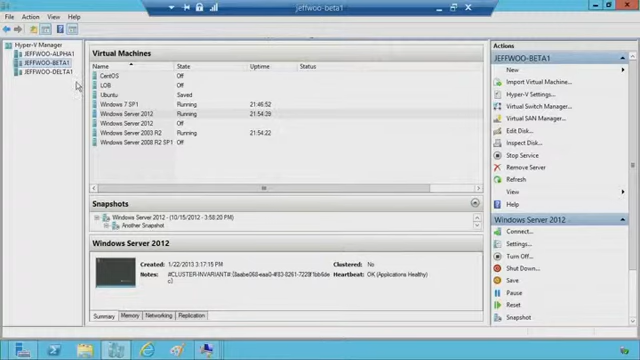 jeffwoo-beta1
File Action View Help
Hyper-V Manager
JEFFWOO-ALPHA1
JEFFWOO-BETA1
JEFFWOO-DELTA1
Virtual Machines
Name State Uptime Status
CentOS Off
LOB Off
Ubuntu Saved
Windows 7 SP1 Running 21:46:52
Windows Server 2012 Running 21:54:29
Windows Server 2012 Off
Windows Server 2003 R2 Running 21:54:22
Windows Server 2008 R2 SP1 Off
Snapshots
Windows Server 2012 (10/15/2012 - 3:58:20 PM)
Another Snapshot
Windows Server 2012
Created: 1/22/2013 3:17:15 PM
Clustered: No
Notes: #CLUSTER-INVARIANT#
Heartbeat: OK (Applications Healthy)
Summary Memory Networking Replication
Actions
JEFFWOO-BETA1
New
Import Virtual Machine...
Hyper-V Settings...
Virtual Switch Manager...
Virtual SAN Manager...
Edit Disk...
Inspect Disk...
Stop Service
Remove Server
Refresh
View
Help
Windows Server 2012
Connect...
Settings...
Turn Off...
Shut Down...
Save
Pause
Reset
Snapshot